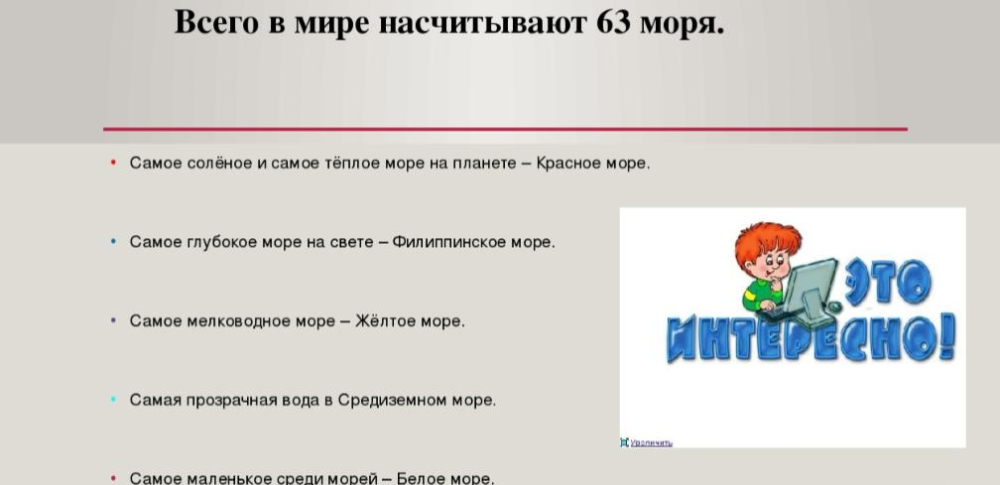 Всего в мире насчитывают 63 моря.
• Самое солёное и самое тёплое море на планете – Красное море.
• Самое глубокое море на свете – Филиппинское море.
• Самое мелководное море – Жёлтое море.
• Самая прозрачная вода в Средиземном море.
• Самое маленькое среди морей – Белое море.
ЭТО
ИНТЕРЕСНО!
Увеличить